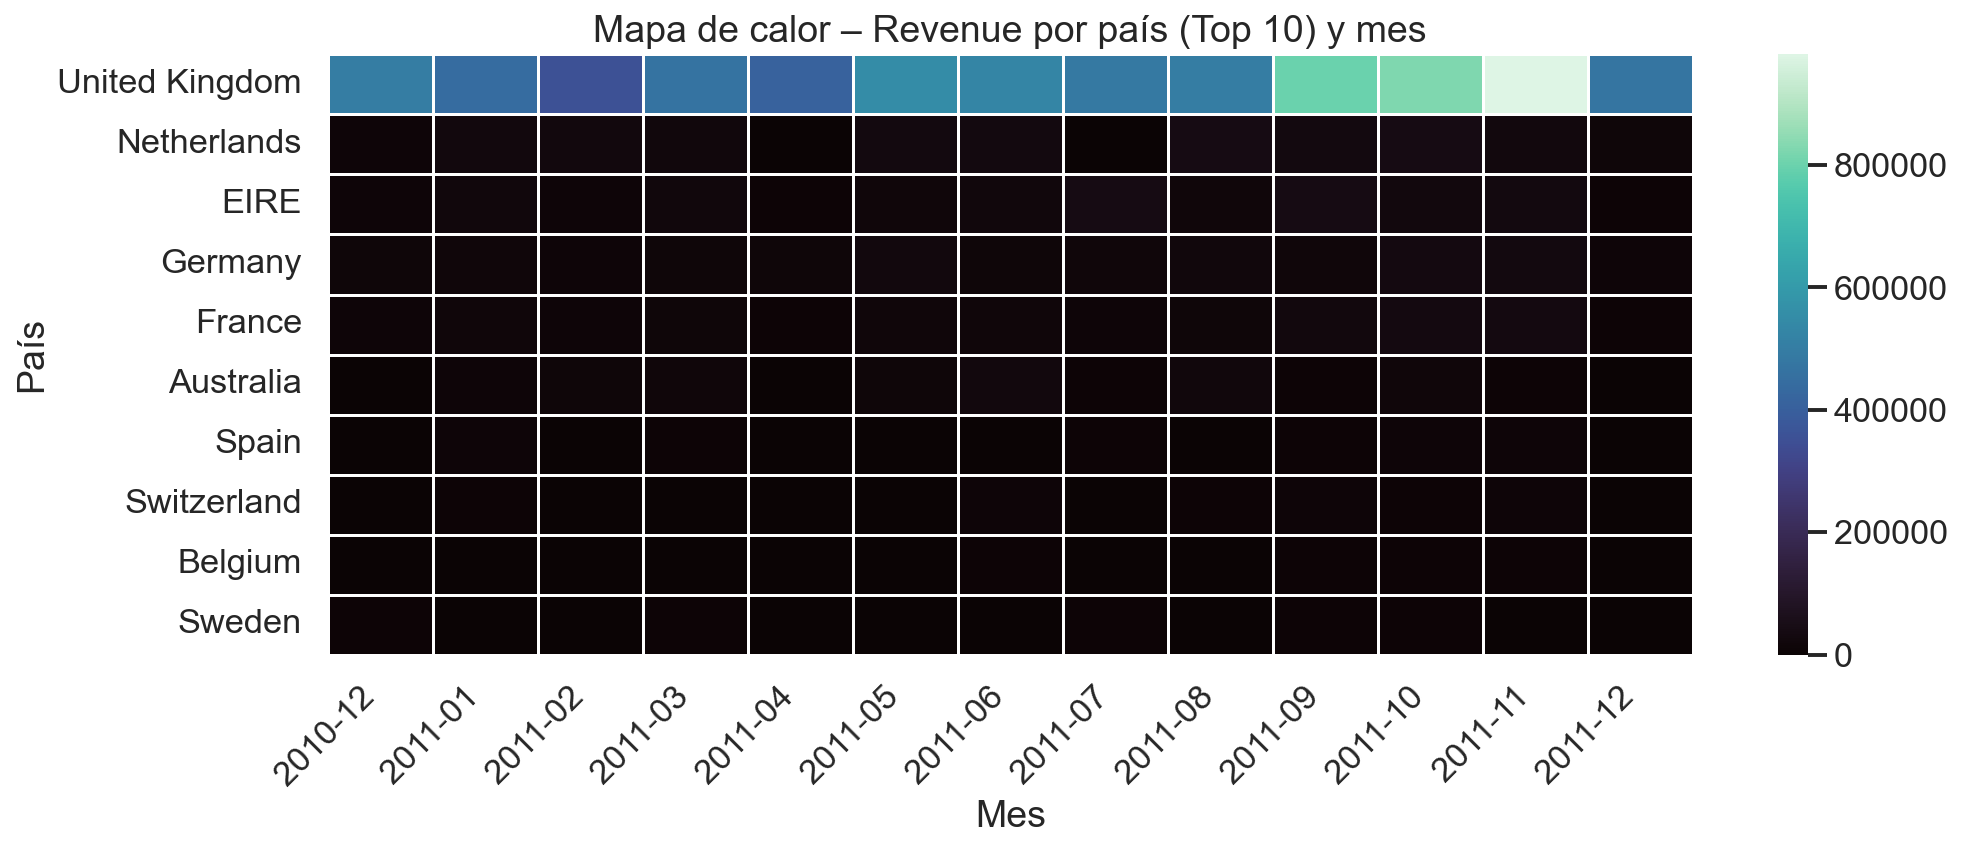 Mapa de calor – Revenue por país (Top 10) y mes
United Kingdom
Netherlands
EIRE
Germany
France
Australia
Spain
Switzerland
Belgium
Sweden
País
2010-12
2011-01
2011-02
2011-03
2011-04
2011-05
2011-06
2011-07
2011-08
2011-09
2011-10
2011-11
2011-12
Mes
800000
600000
400000
200000
0